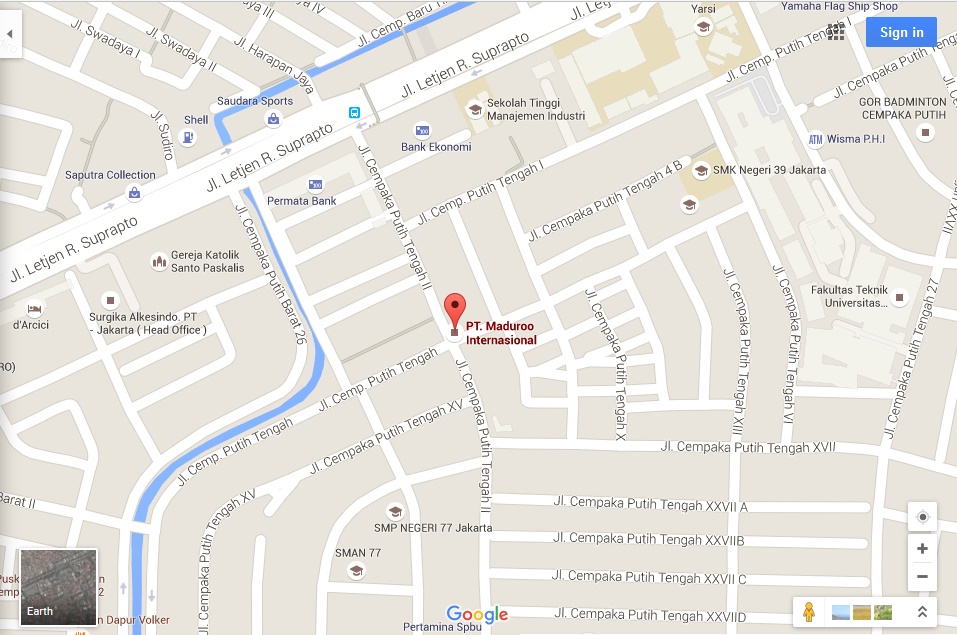 Yarsi
Yamaha Flag Ship Shop
Sign in
Jl. Swadaya I
Jl. Swadaya II
Jl. Harapan Jaya
Jl. Letjen R. Suprapto
Jl. Cemp. Putih Tengah I
Saudara Sports
Shell
Jl. Sudiro
Sekolah Tinggi
Manajemen Industri
Bank Ekonomi
GOR BADMINTON
CEMPAKA PUTIH
Wisma P.H.I
ATM
Jl. Letjen R. Suprapto
Saputra Collection
Permata Bank
Jl. Cemp. Putih Tengah I
Jl. Cempaka Putih Tengah 4 B
SMK Negeri 39 Jakarta
Jl. Letjen R. Suprapto
Jl. Cempaka Putih Tengah II
Jl. Cempaka Putih Barat 26
Gereja Katolik
Santo Paskalis
d'Arcici
Surgika Alkesindo. PT
- Jakarta ( Head Office )
Fakultas Teknik
Universitas...
PT. Maduroo
Internasional
Jl. Cempaka Putih Tengah X
Jl. Cempaka Putih Tengah XIII
Jl. Cempaka Putih Tengah VI
Jl. Cempaka Putih Tengah 27
Jl. Cemp. Putih Tengah
Jl. Cemp. Putih Tengah
Jl. Cempaka Putih Tengah XV
Jl. Cempaka Putih Tengah II
Jl. Cempaka Putih Tengah XVII
Jl. Cempaka Putih Tengah XV
Barat II
SMP NEGERI 77 Jakarta
SMAN 77
Jl. Cempaka Putih Tengah XXVII A
Jl. Cempaka Putih Tengah XXVIIB
Jl. Cempaka Putih Tengah XXVII C
Jl. Cempaka Putih Tengah XXVIID
Earth
Dapur Volker
Google
Pertamina Spbu